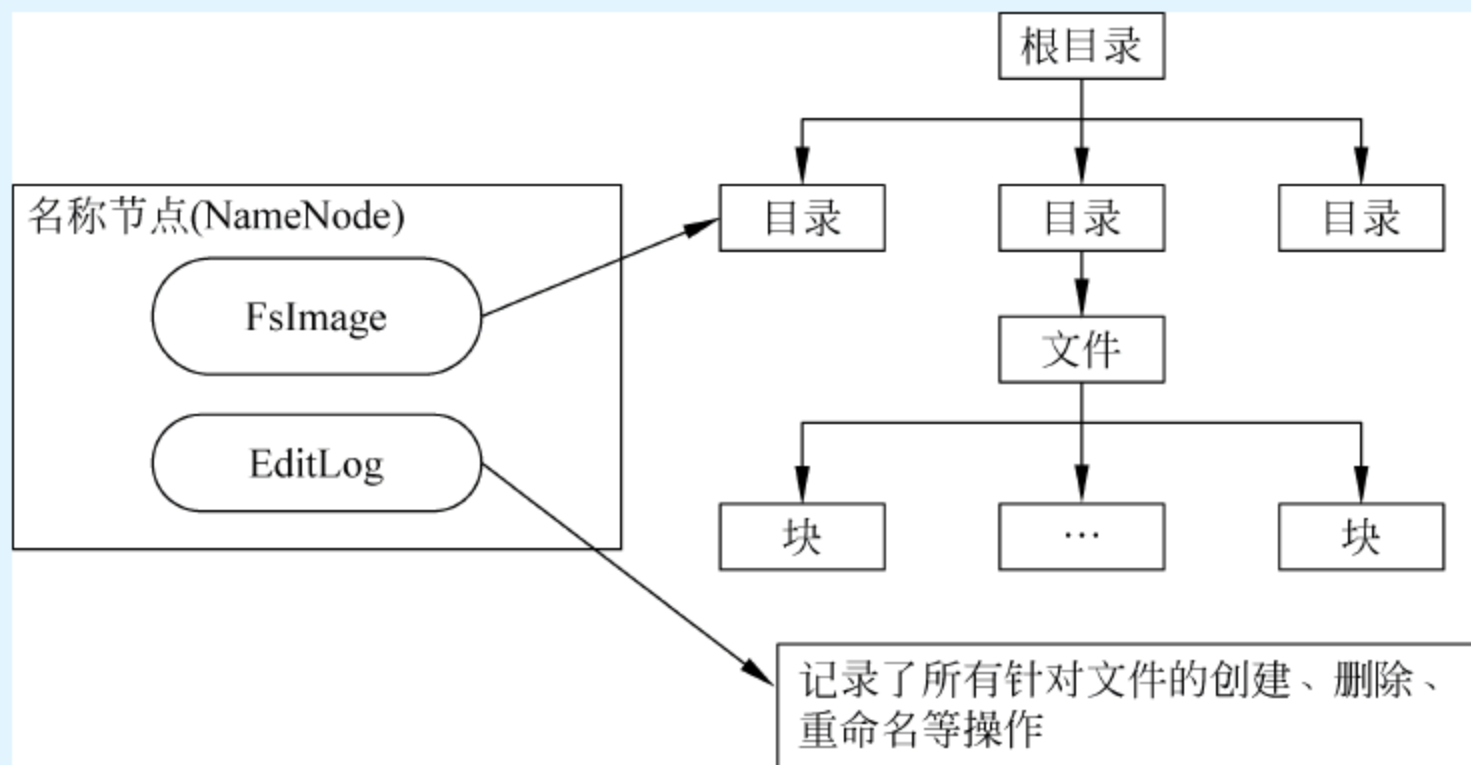 根目录
名称节点(NameNode)
目录
目录
目录
FsImage
文件
EditLog
块
…
块
记录了所有针对文件的创建、删除、
重命名等操作